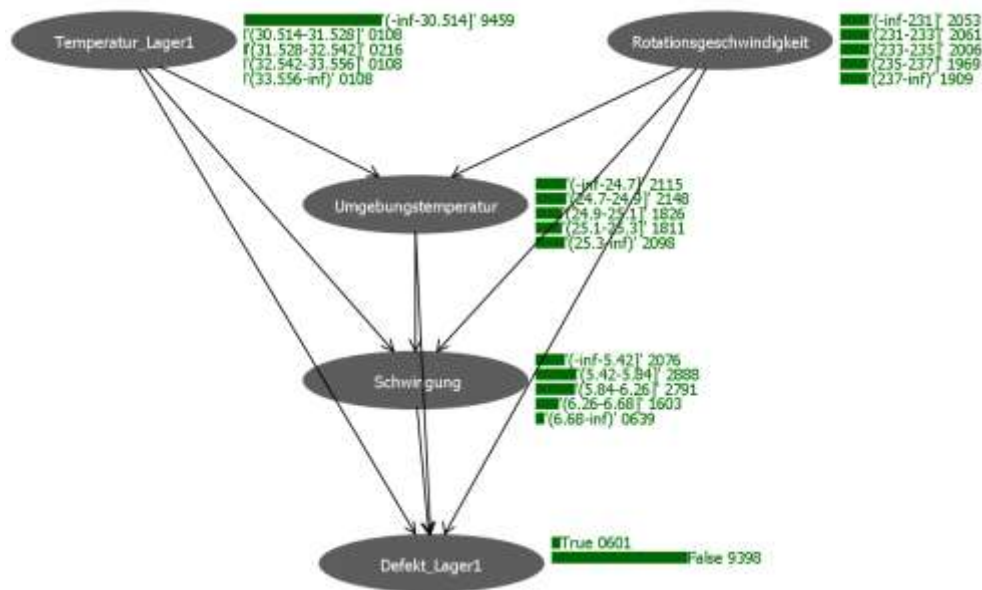 Temperatur_Lager1
'(-inf-30.514]' 9459
'(30.514-31.528]' 0108
'(31.528-32.542]' 0216
'(32.542-33.556]' 0108
'(33.556-inf)' 0108
Rotationsgeschwindigkeit
'(-inf-231]' 2053
'(231-233]' 2061
'(233-235]' 2006
'(235-237]' 1969
'(237-inf)' 1909
Umgebungstemperatur
'(-inf-24.7]' 2115
'(24.7-24.9]' 2148
'(24.9-25.1]' 1826
'(25.1-25.3]' 1811
'(25.3-inf)' 2098
Schwingung
'(-inf-5.42]' 2076
'(5.42-5.84]' 2888
'(5.84-6.26]' 2791
'(6.26-6.68]' 1603
'(6.68-inf)' 0639
Defekt_Lager1
True 0601
False 9398